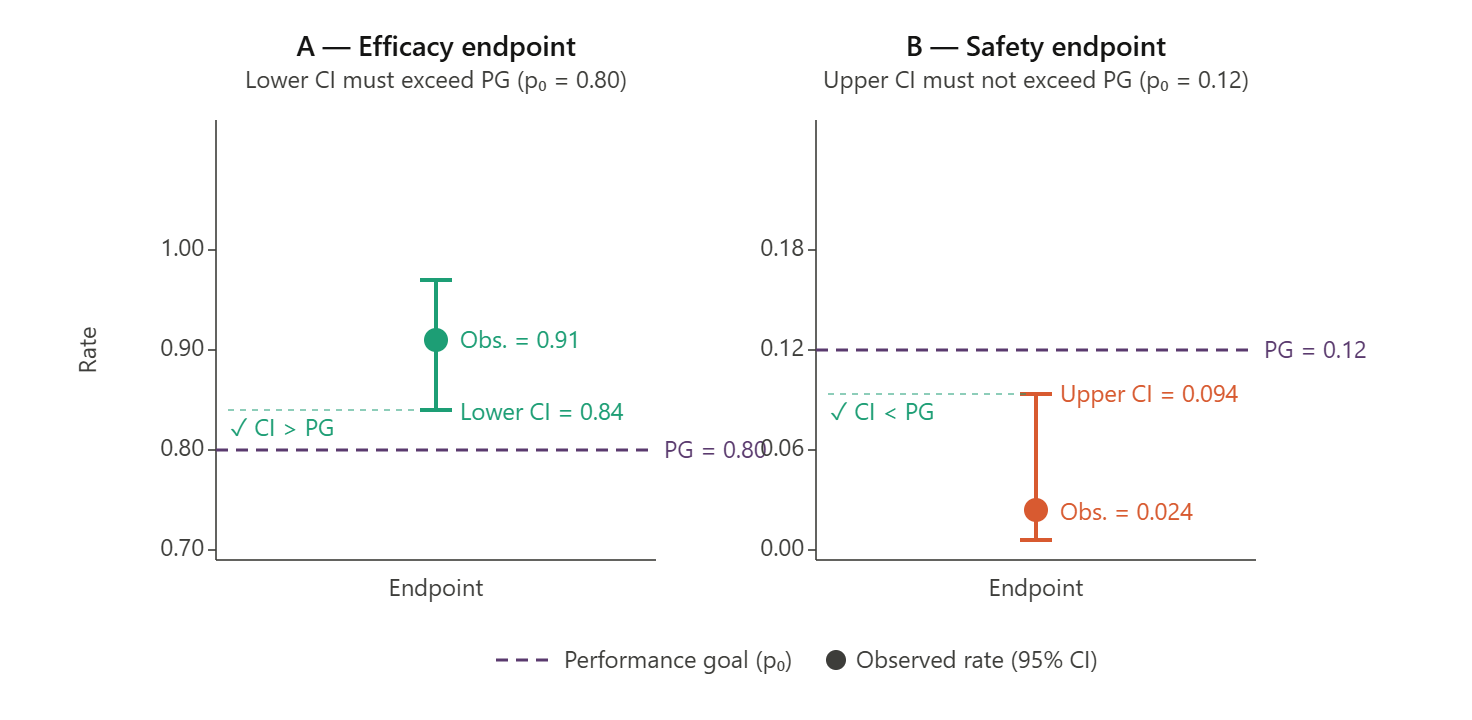 A — Efficacy endpoint
Lower CI must exceed PG (p₀ = 0.80)
Rate
1.00
0.90
0.80
0.70
Obs. = 0.91
Lower CI = 0.84
✓ CI > PG
PG = 0.80
Endpoint
B — Safety endpoint
Upper CI must not exceed PG (p₀ = 0.12)
0.18
0.12
0.06
0.00
PG = 0.12
Upper CI = 0.094
✓ CI < PG
Obs. = 0.024
Endpoint
Performance goal (p₀)
Observed rate (95% CI)